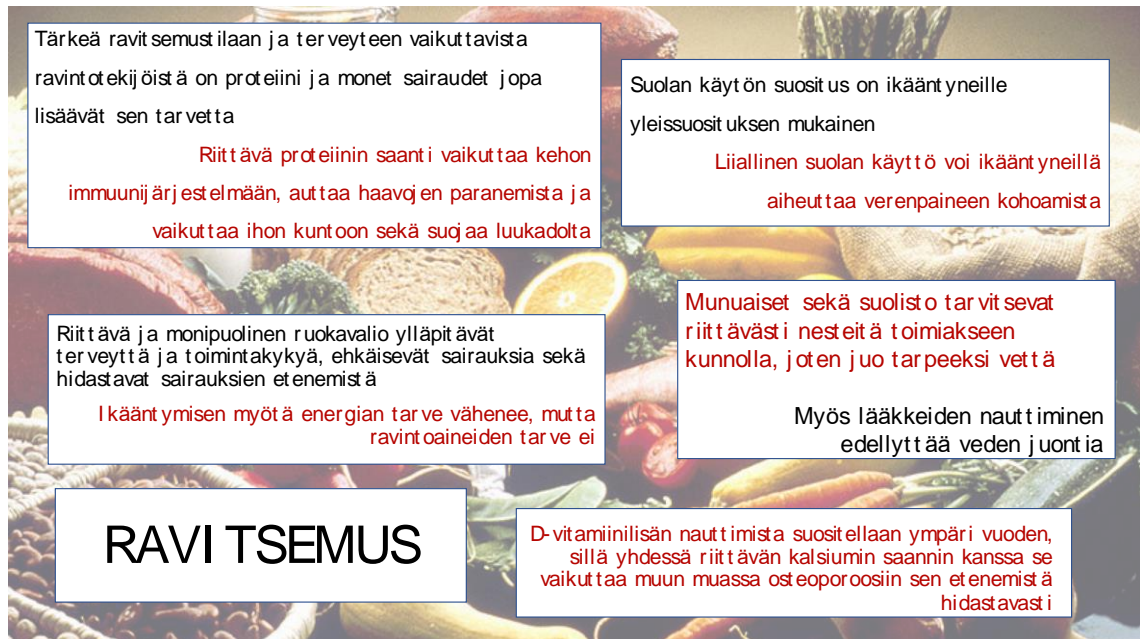 Tärkeä ravitsemustilaan ja terveyteen vaikuttavista
ravintotekijöistä on proteiini ja monet sairaudet jopa
lisäävät sen tarvetta
Riittävä proteiinin saanti vaikuttaa kehon
immuunijärjestelmään, auttaa haavojen paranemista ja
vaikuttaa ihon kuntoon sekä suojaa luukadolta
Suolan käytön suositus on ikääntyneille
yleissuosituksen mukainen
Liiallinen suolan käyttö voi ikääntyneillä
aiheuttaa verenpaineen kohoamista
Riittävä ja monipuolinen ruokavalio ylläpitävät
terveyttä ja toimintakykyä, ehkäisevät sairauksia sekä
hidastavat sairauksien etenemistä
Ikääntymisen myötä energian tarve vähenee, mutta
ravintoaineiden tarve ei
Munuaiset sekä suolisto tarvitsevat
riittävästi nesteitä toimiakseen
kunnolla, joten juo tarpeeksi vettä
Myös lääkkeiden nauttiminen
edellyttää veden juontia
RAVITSEMUS
D-vitamiinilisän nauttimista suositellaan ympäri vuoden,
sillä yhdessä riittävän kalsiumin saannin kanssa se
vaikuttaa muun muassa osteoporoosiin sen etenemistä
hidastavasti